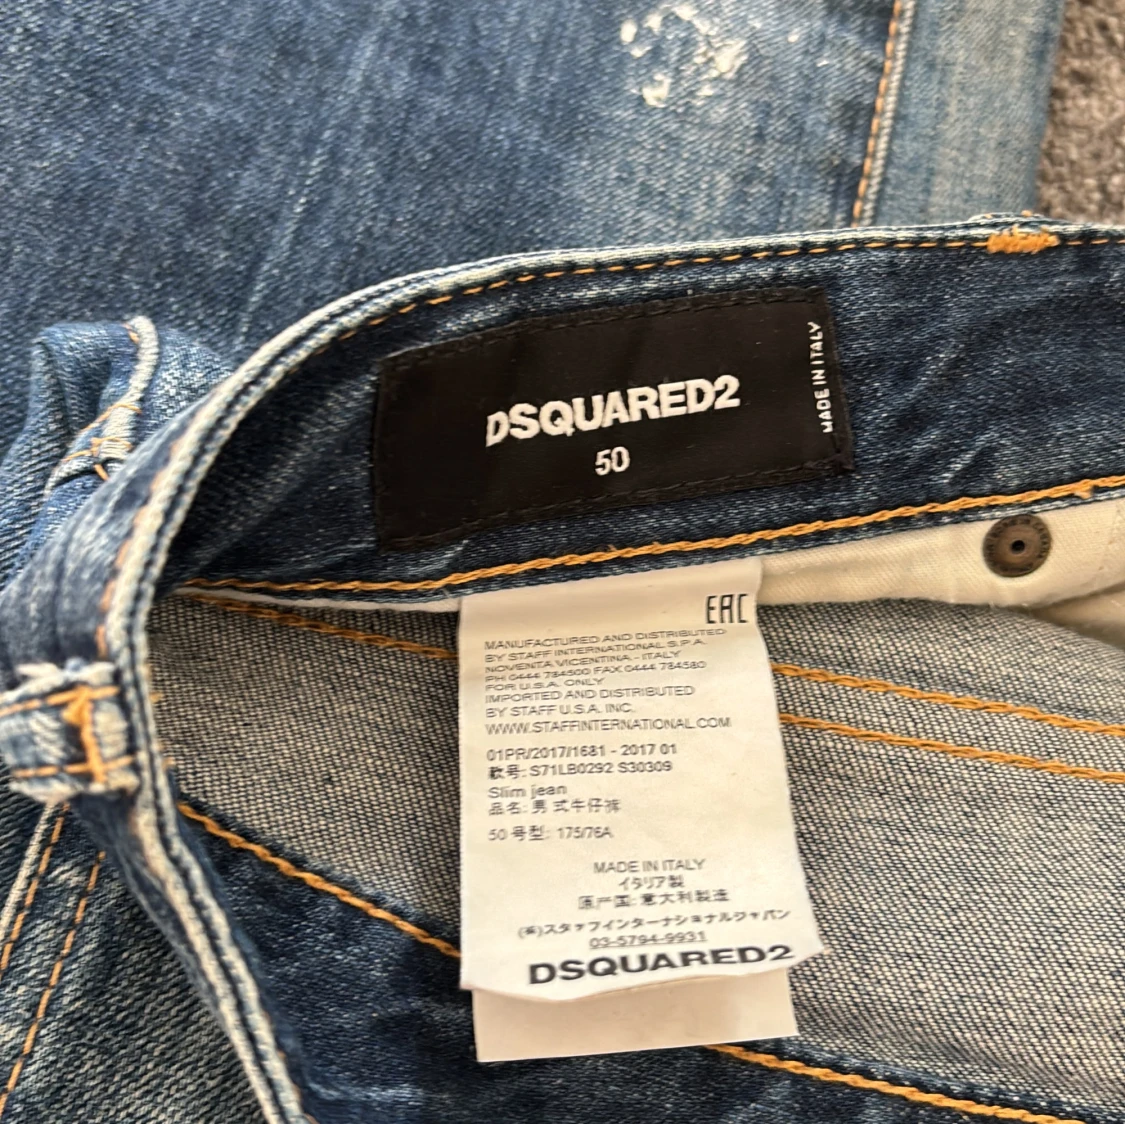 DSQUARED2
50
MADE IN ITALY
EAC
MANUFACTURED AND DISTRIBUTED
BY STAFF INTERNATIONAL S.P.A.
NOVENTA VICENTINA - ITALY
PH 0444 784500 FAX 0444 784580
FOR U.S.A. ONLY
IMPORTED AND DISTRIBUTED
BY STAFF U.S.A. INC.
WWW.STAFFINTERNATIONAL.COM
01PR/2017/1681 - 2017 01
款号: S71LB0292 S30309
Slim jean
品名: 男 式牛仔裤
50 号型: 175/76A
MADE IN ITALY
イタリア製
原产国: 意大利制造
(株)スタッフインターナショナルジャパン
03-5794-9931
DSQUARED2